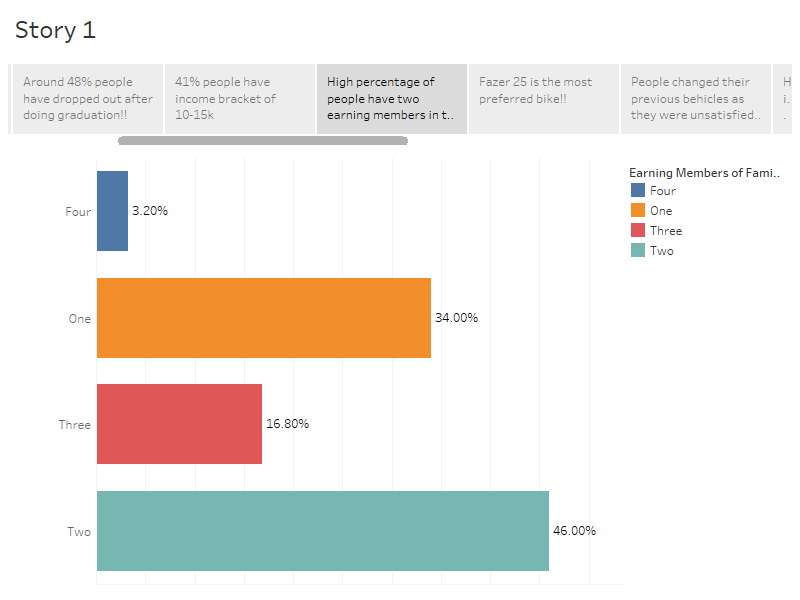 Story 1
Around 48% people
have dropped out after
doing graduation!!
41% people have
income bracket of
10-15k
High percentage of
people have two
earning members in t..
Fazer 25 is the most
preferred bike!!
People changed their
previous behicles as
they were unsatisfied..
H
i.
.
Earning Members of Fami..
Four
One
Three
Two
Four
3.20%
One
34.00%
Three
16.80%
Two
46.00%